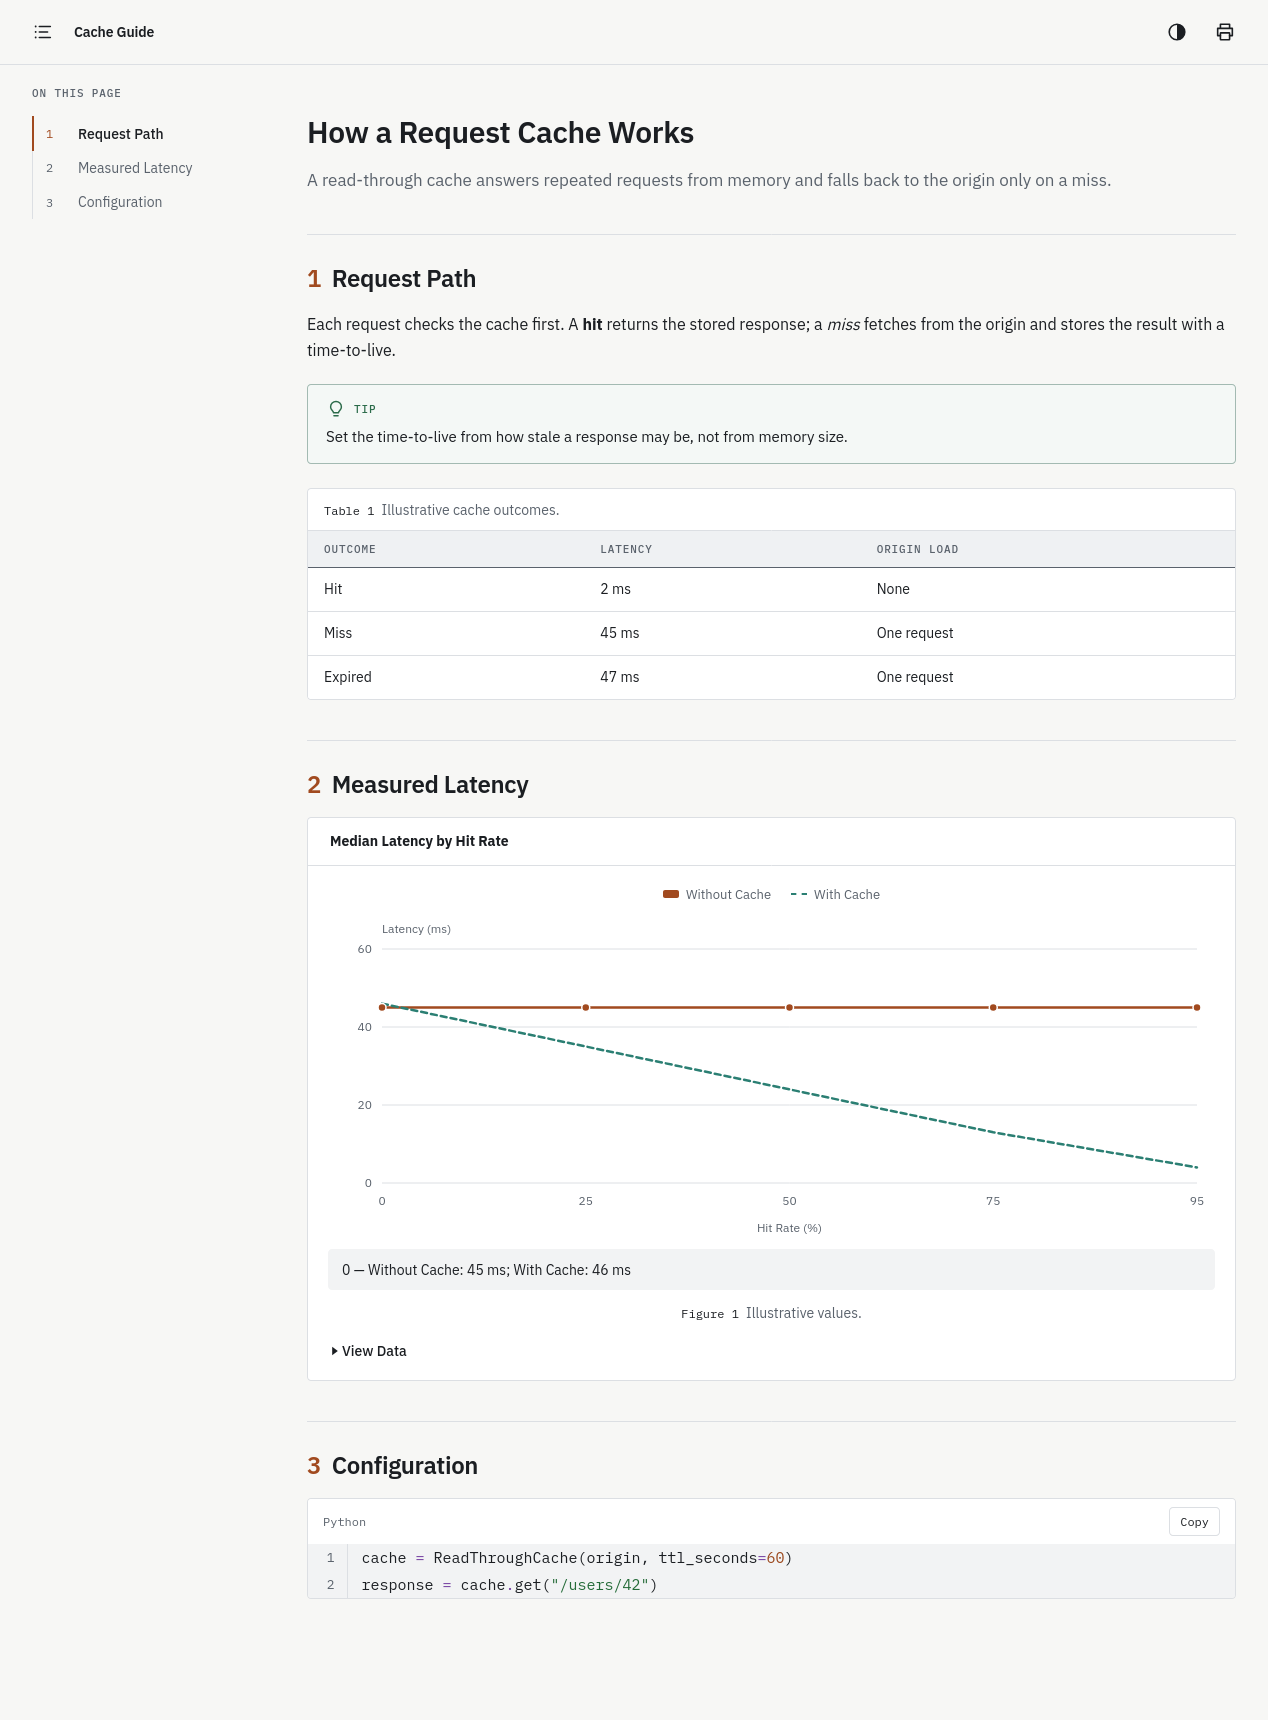 Cache Guide
ON THIS PAGE
1 Request Path
2 Measured Latency
3 Configuration
How a Request Cache Works
A read-through cache answers repeated requests from memory and falls back to the origin only on a miss.
1 Request Path
Each request checks the cache first. A hit returns the stored response; a miss fetches from the origin and stores the result with a
time-to-live.
TIP
Set the time-to-live from how stale a response may be, not from memory size.
Table 1 Illustrative cache outcomes.
OUTCOME LATENCY ORIGIN LOAD
Hit 2 ms None
Miss 45 ms One request
Expired 47 ms One request
2 Measured Latency
Median Latency by Hit Rate
Without Cache With Cache
Latency (ms)
60
40
20
0
0 25 50 75 95
Hit Rate (%)
0 — Without Cache: 45 ms; With Cache: 46 ms
Figure 1 Illustrative values.
View Data
3 Configuration
Python Copy
1 cache = ReadThroughCache(origin, ttl_seconds=60)
2 response = cache.get("/users/42")